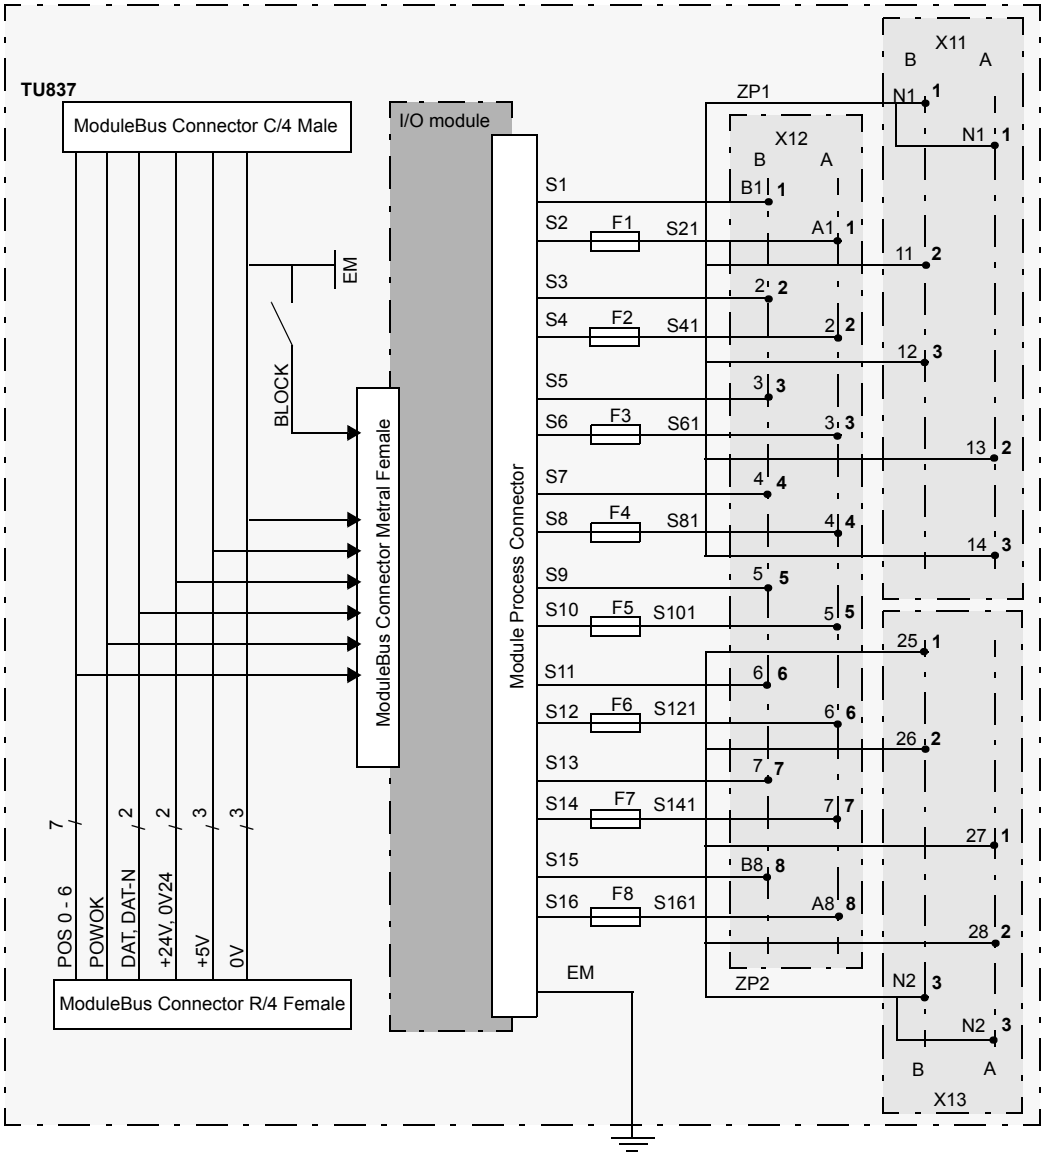 TU837
ModuleBus Connector C/4 Male
I/O module
BLOCK
EM
ModuleBus Connector Metral Female
Module Process Connector
7
2
2
3
3
POS 0 - 6
POWOK
DAT, DAT-N
+24V, 0V24
+5V
0V
ModuleBus Connector R/4 Female
S1
S2 F1 S21
S3
S4 F2 S41
S5
S6 F3 S61
S7
S8 F4 S81
S9
S10 F5 S101
S11
S12 F6 S121
S13
S14 F7 S141
S15
S16 F8 S161
EM
ZP1
X12
B A
B1 1
A1 1
2 2
2 2
3 3
3 3
4 4
4 4
5 5
5 5
6 6
6 6
7 7
7 7
B8 8
A8 8
ZP2
X11
B A
N1 1
N1 1
11 2
12 3
13 2
14 3
25 1
26 2
27 1
28 2
N2 3
N2 3
B A
X13